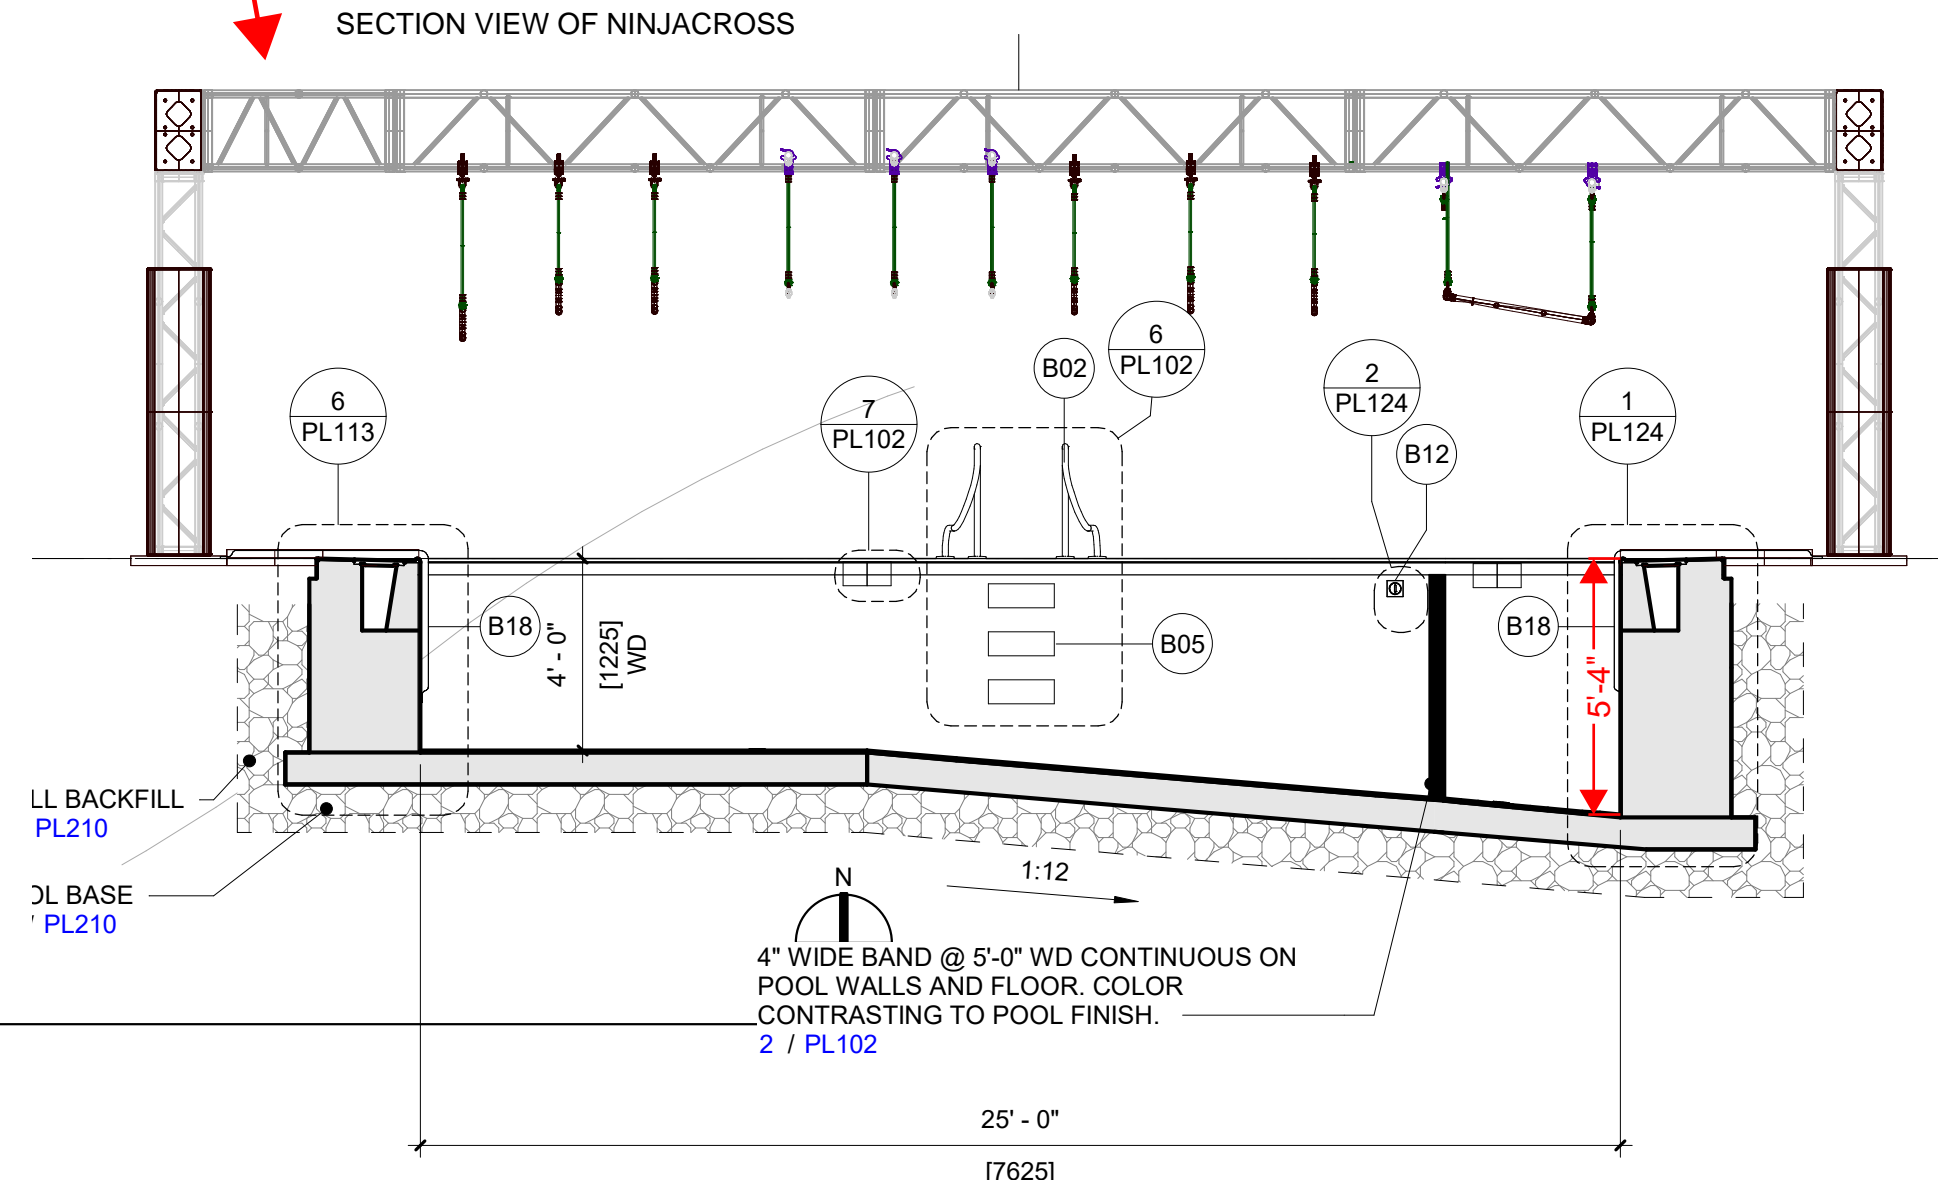 SECTION VIEW OF NINJACROSS
6
PL113
7
PL102
B02
6
PL102
2
PL124
B12
1
PL124
B18
4' - 0"
[1225]
WD
B05
B18
5'-4"
LL BACKFILL
PL210
OL BASE
/ PL210
1:12
N
4" WIDE BAND @ 5'-0" WD CONTINUOUS ON
POOL WALLS AND FLOOR. COLOR
CONTRASTING TO POOL FINISH.
2 / PL102
25' - 0"
[7625]